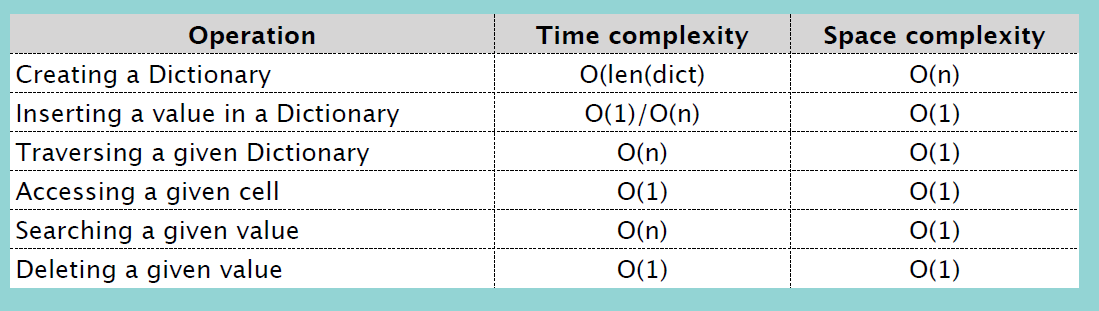 Operation Time complexity Space complexity
Creating a Dictionary O(len(dict) O(n)
Inserting a value in a Dictionary O(1)/O(n) O(1)
Traversing a given Dictionary O(n) O(1)
Accessing a given cell O(1) O(1)
Searching a given value O(n) O(1)
Deleting a given value O(1) O(1)